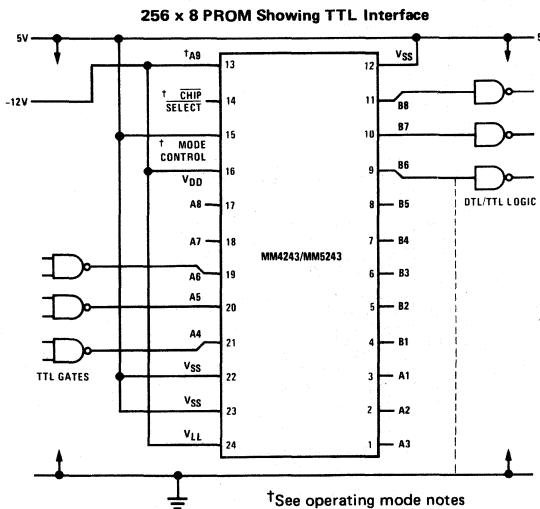 256 x 8 PROM Showing TTL Interface
5V
5
-12V
†A9
13
† CHIP
SELECT
14
15
† MODE
CONTROL
16
VDD
A8
17
A7
18
19
A6
A5
20
A4
21
TTL GATES
VSS
22
VSS
23
VLL
24
MM4243/MM5243
VSS
12
11
B8
10
B7
9
B6
DTL/TTL LOGIC
8
B5
7
B4
6
B3
5
B2
4
B1
3
A1
2
A2
1
A3
†See operating mode notes